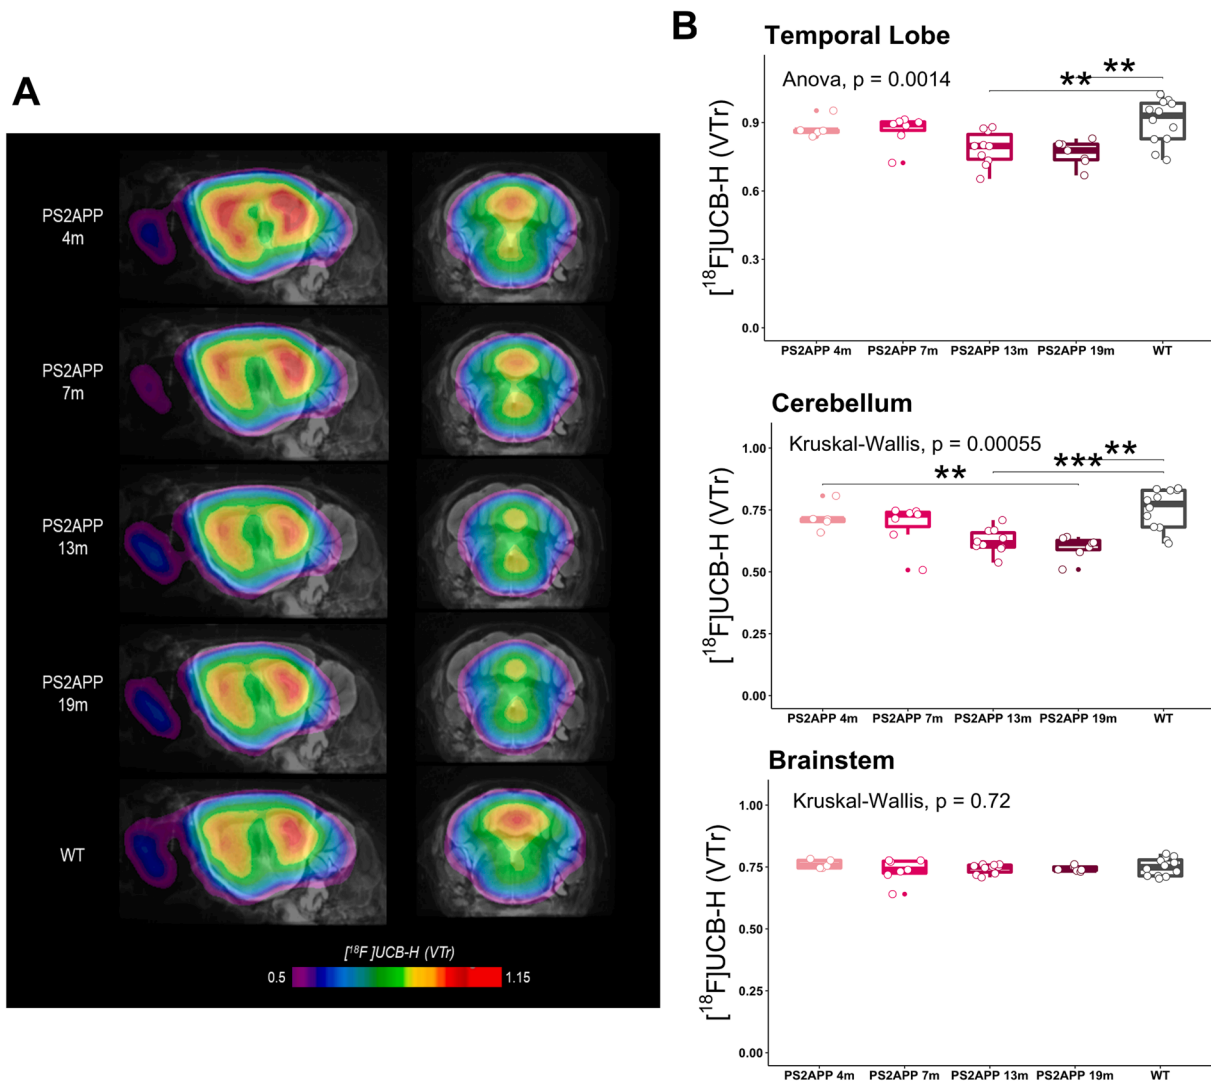 A
PS2APP
4m
PS2APP
7m
PS2APP
13m
PS2APP
19m
WT
[¹⁸F ]UCB-H (VTr)
0.5
1.15
B
Temporal Lobe
Anova, p = 0.0014
**
**
[¹⁸F]UCB-H (VTr)
0.9
0.6
0.3
0.0
PS2APP 4m PS2APP 7m PS2APP 13m PS2APP 19m WT
Cerebellum
Kruskal-Wallis, p = 0.00055
**
***
**
[¹⁸F]UCB-H (VTr)
1.00
0.75
0.50
0.25
0.00
PS2APP 4m PS2APP 7m PS2APP 13m PS2APP 19m WT
Brainstem
Kruskal-Wallis, p = 0.72
[¹⁸F]UCB-H (VTr)
1.00
0.75
0.50
0.25
0.00
PS2APP 4m PS2APP 7m PS2APP 13m PS2APP 19m WT